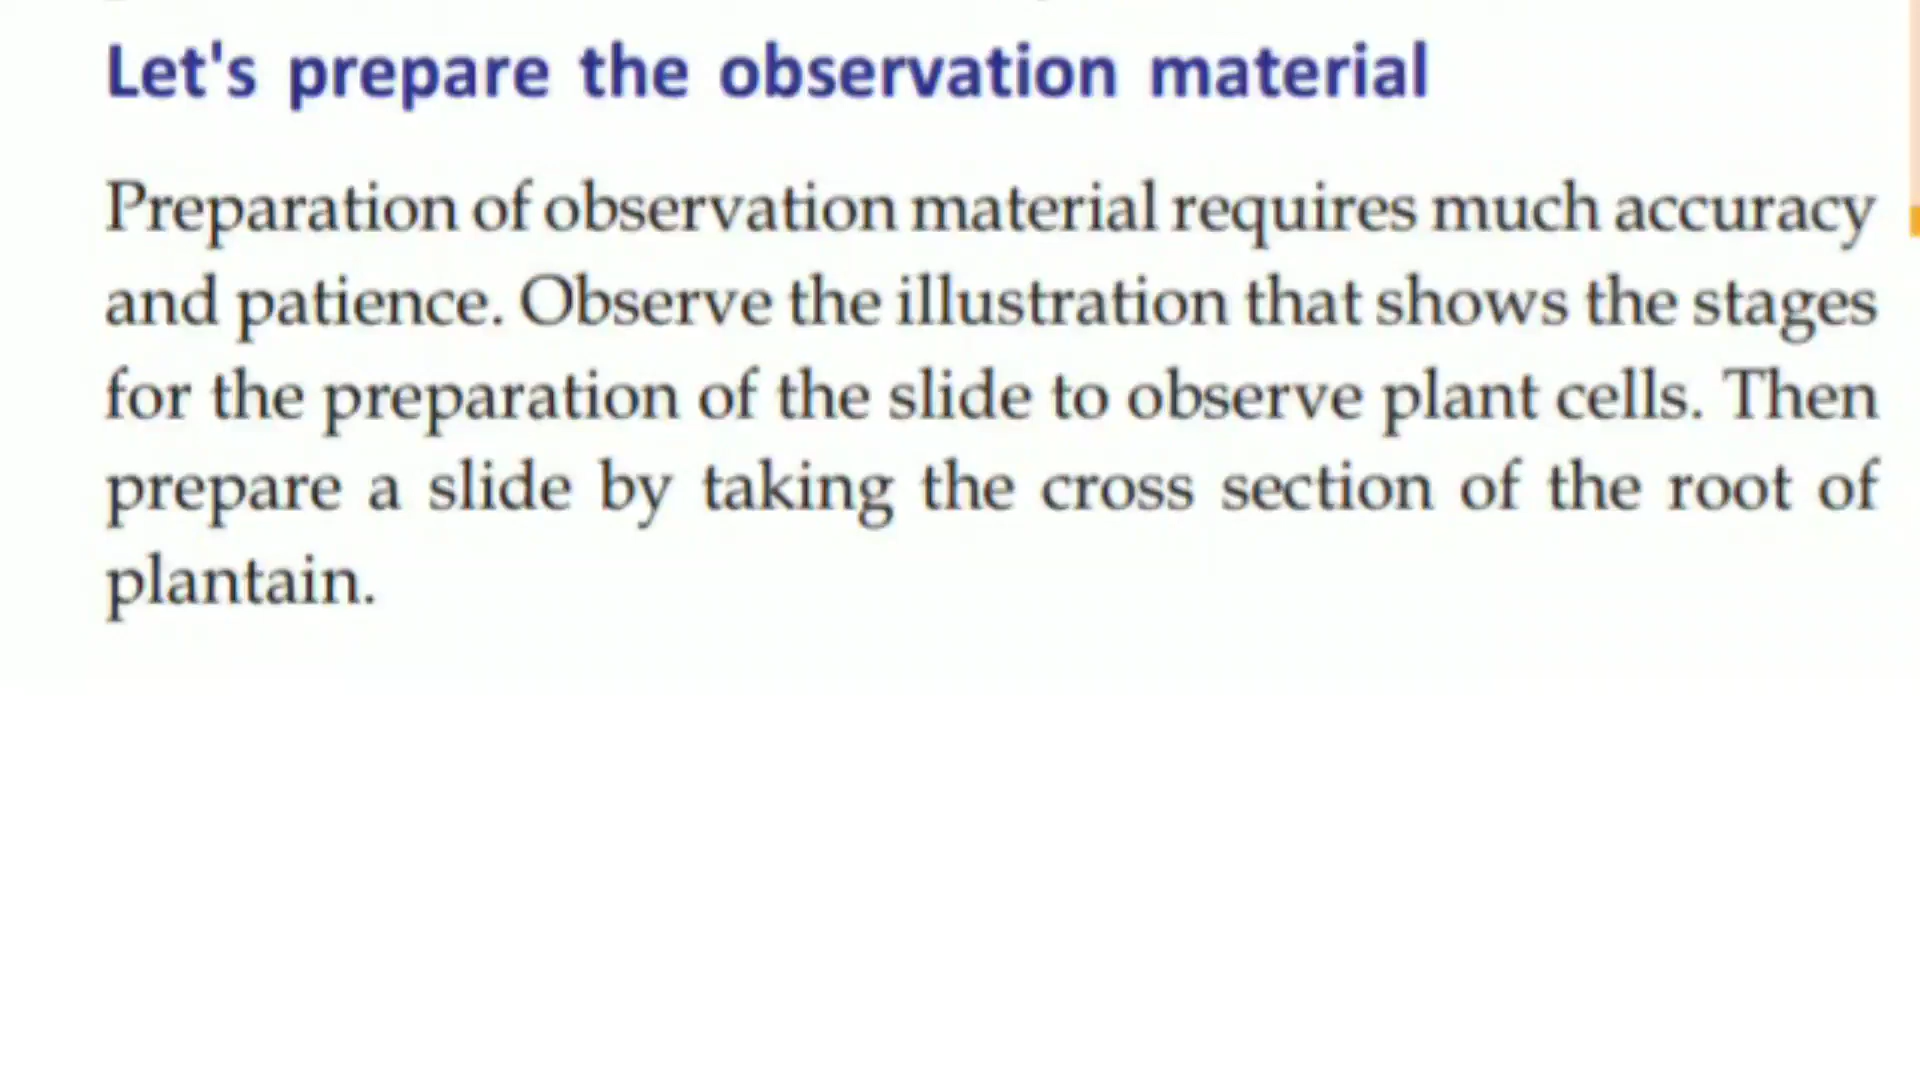 Let's prepare the observation material
Preparation of observation material requires much accuracy
and patience. Observe the illustration that shows the stages
for the preparation of the slide to observe plant cells. Then
prepare a slide by taking the cross section of the root of
plantain.